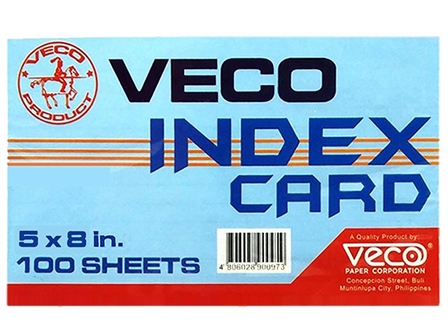 VECO
PRODUCT
VECO
INDEX
CARD
5 x 8 in.
100 SHEETS
4 806028 900973
A Quality Product by:
veco
PAPER CORPORATION
Concepcion Street, Buli
Muntinlupa City, Philippines